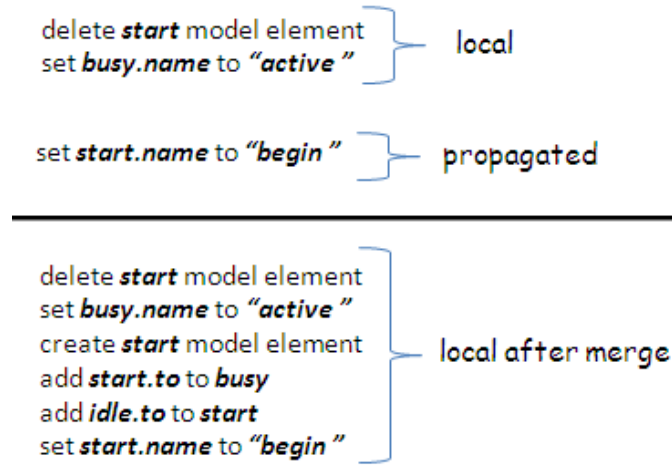 delete start model element
set busy.name to “active ”
local
set start.name to “begin ”
propagated
delete start model element
set busy.name to “active ”
create start model element
add start.to to busy
add idle.to to start
set start.name to “begin ”
local after merge